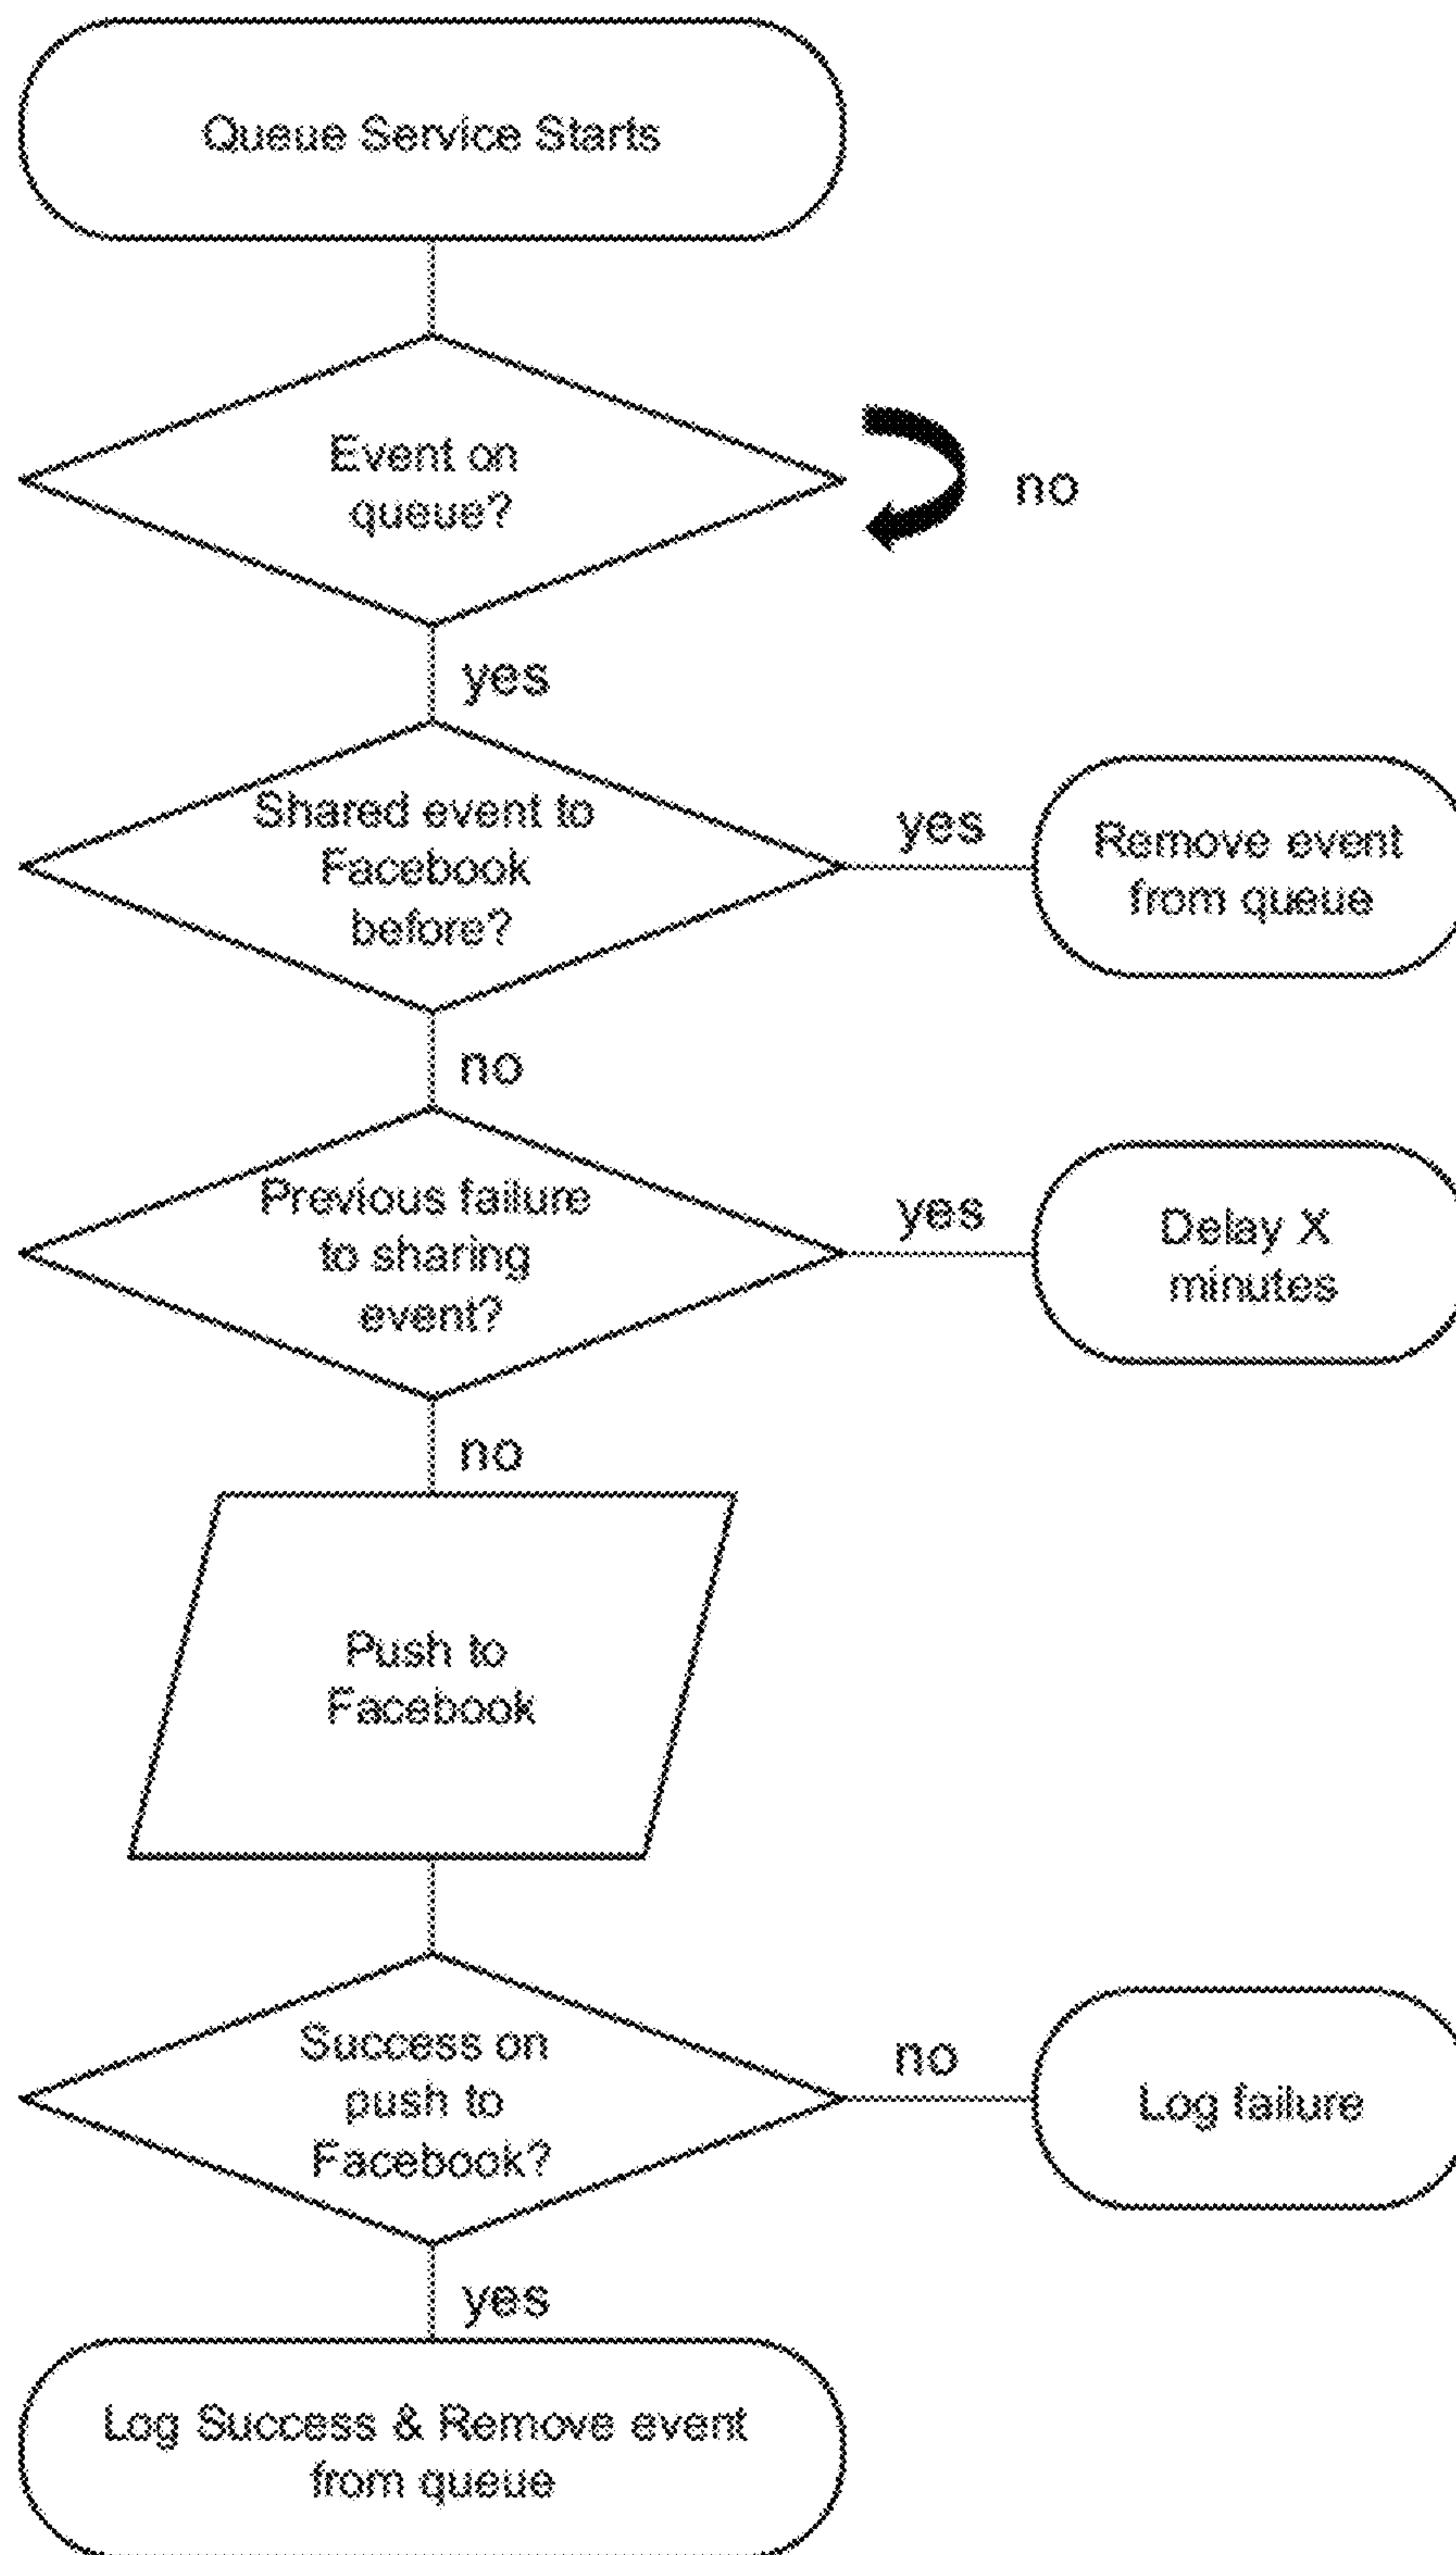 Queue Service Starts
Event on
queue?
no
yes
Shared event to
Facebook
before?
yes
Remove event
from queue
no
Previous failure
to sharing
event?
yes
Delay X
minutes
no
Push to
Facebook
Success on
push to
Facebook?
no
Log failure
yes
Log Success & Remove event
from queue